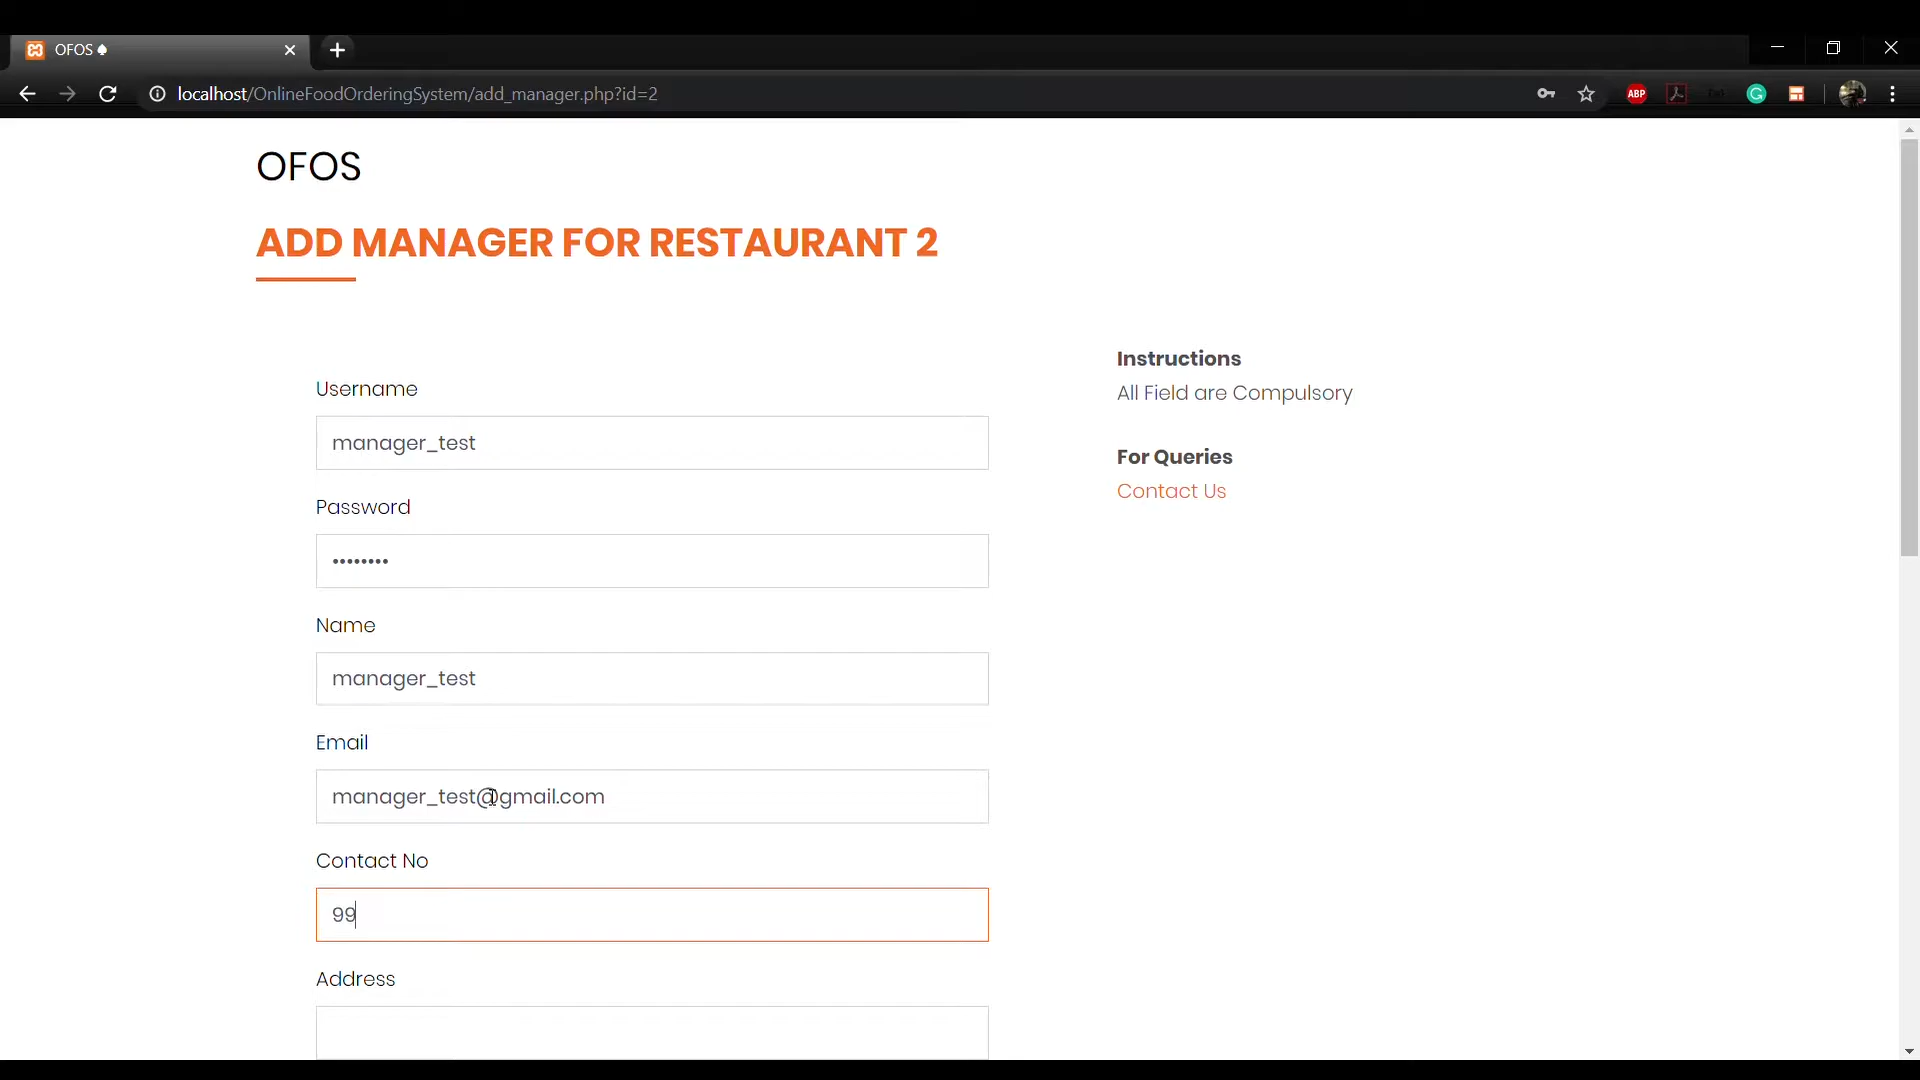 OFOS ♠
localhost/OnlineFoodOrderingSystem/add_manager.php?id=2
ABP
OFOS
ADD MANAGER FOR RESTAURANT 2
Instructions
All Field are Compulsory
For Queries
Contact Us
Username
manager_test
Password
••••••••
Name
manager_test
Email
manager_test@gmail.com
Contact No
99
Address